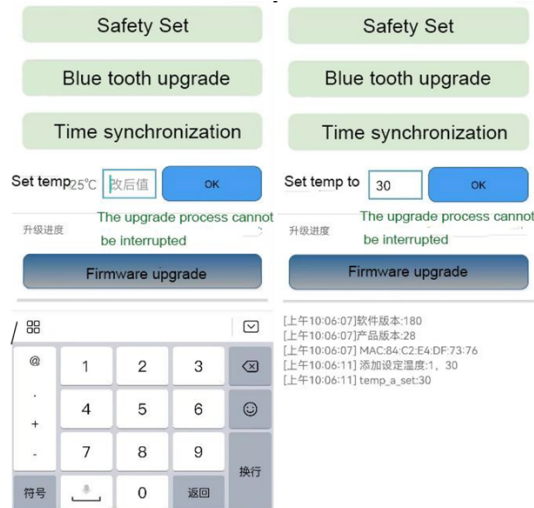 Safety Set
Blue tooth upgrade
Time synchronization
Set temp 25℃ 改后值 OK
The upgrade process cannot
升级进度
be interrupted
Firmware upgrade
@ 1 2 3
.
4 5 6
+
- 7 8 9
换行
符号 0 返回
Safety Set
Blue tooth upgrade
Time synchronization
Set temp to 30 OK
The upgrade process cannot
升级进度
be interrupted
Firmware upgrade
[上午10:06:07]软件版本:180
[上午10:06:07]产品版本:28
[上午10:06:07] MAC:84:C2:E4:DF:73:76
[上午10:06:11] 添加设定湿度:1，30
[上午10:06:11] temp_a_set:30